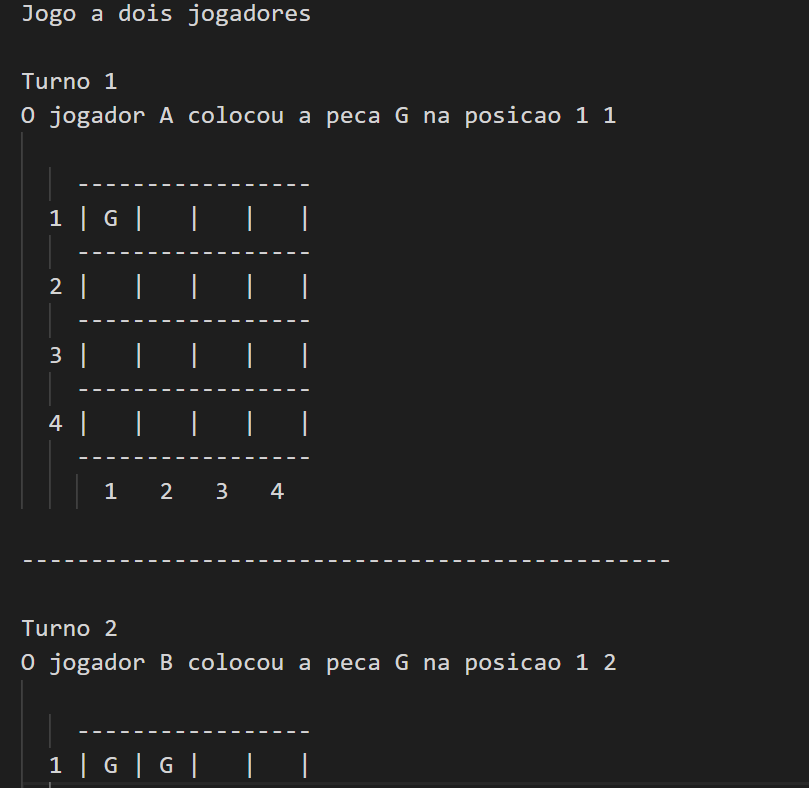 Jogo a dois jogadores
Turno 1
O jogador A colocou a peca G na posicao 1 1
-----------------
1 | G |   |   |   |
-----------------
2 |   |   |   |   |
-----------------
3 |   |   |   |   |
-----------------
4 |   |   |   |   |
-----------------
1   2   3   4
-----------------------------------------------
Turno 2
O jogador B colocou a peca G na posicao 1 2
-----------------
1 | G | G |   |   |